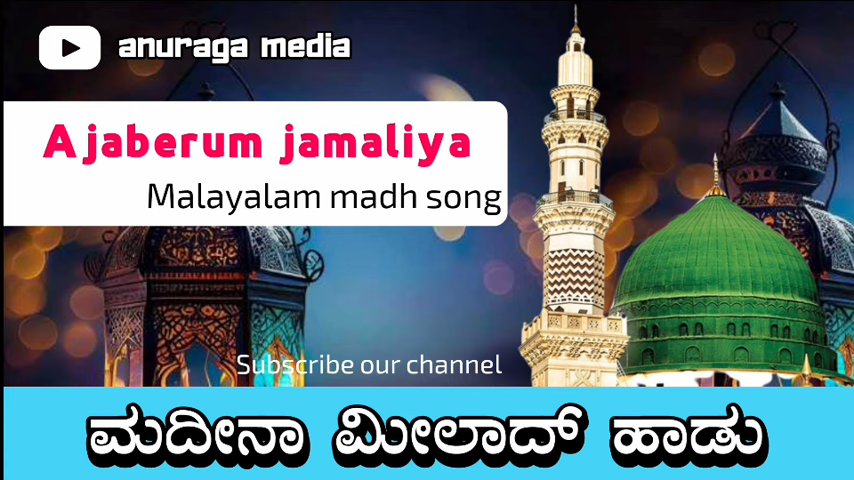 anuraga media
Ajaberum jamaliya
Malayalam madh song
Subscribe our channel
ಮದೀನಾ ಮೀಲಾದ್ ಹಾಡು